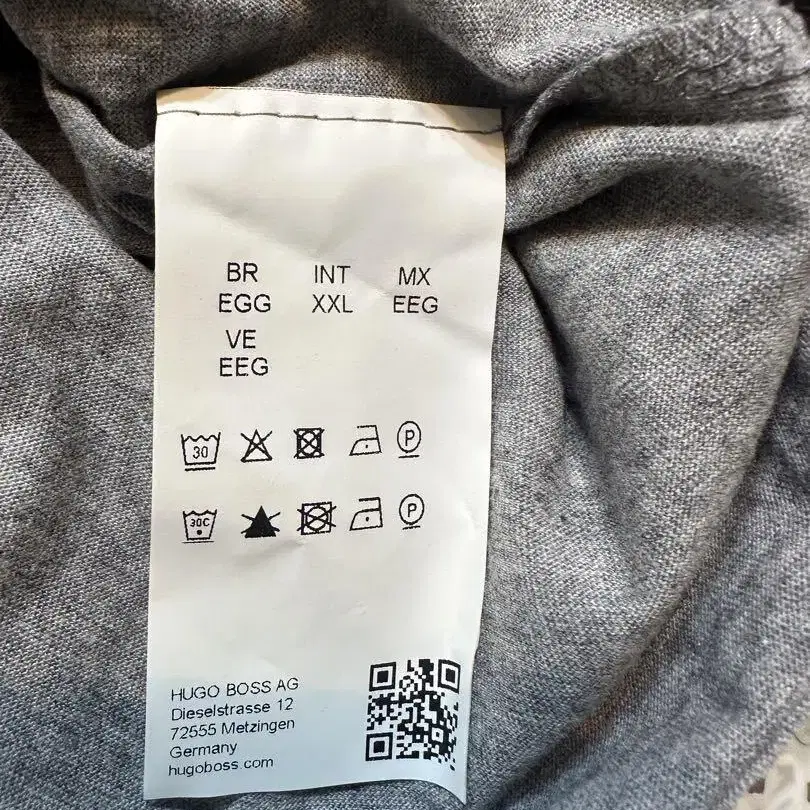 BR INT MX
EGG XXL EEG
VE
EEG
30 P
30C P
HUGO BOSS AG
Dieselstrasse 12
72555 Metzingen
Germany
hugoboss.com